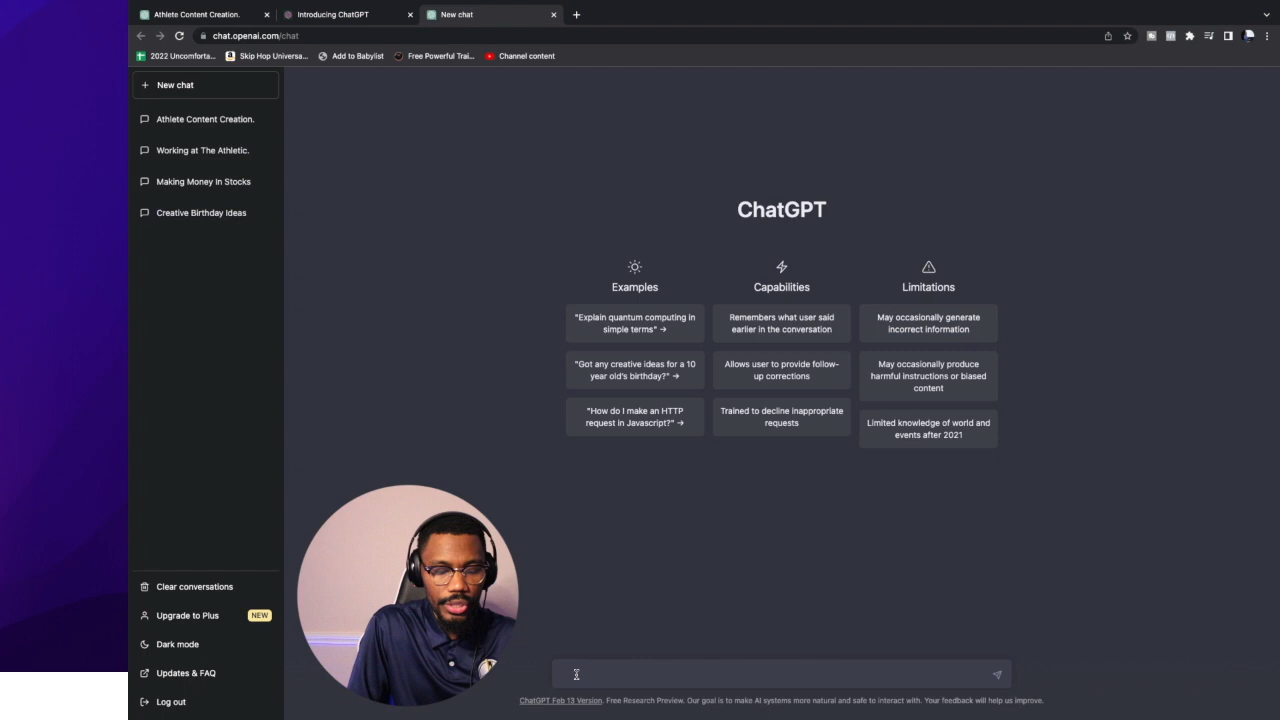 Athlete Content Creation.
Introducing ChatGPT
New chat
chat.openai.com/chat
2022 Uncomforta...
Skip Hop Universa...
Add to Babylist
Free Powerful Trai...
Channel content
New chat
Athlete Content Creation.
Working at The Athletic.
Making Money In Stocks
Creative Birthday Ideas
ChatGPT
Examples
"Explain quantum computing in
simple terms" →
"Got any creative ideas for a 10
year old's birthday?" →
"How do I make an HTTP
request in Javascript?" →
Capabilities
Remembers what user said
earlier in the conversation
Allows user to provide follow-
up corrections
Trained to decline inappropriate
requests
Limitations
May occasionally generate
incorrect information
May occasionally produce
harmful instructions or biased
content
Limited knowledge of world and
events after 2021
Clear conversations
Upgrade to Plus
NEW
Dark mode
Updates & FAQ
Log out
ChatGPT Feb 13 Version. Free Research Preview. Our goal is to make AI systems more natural and safe to interact with. Your feedback will help us improve.